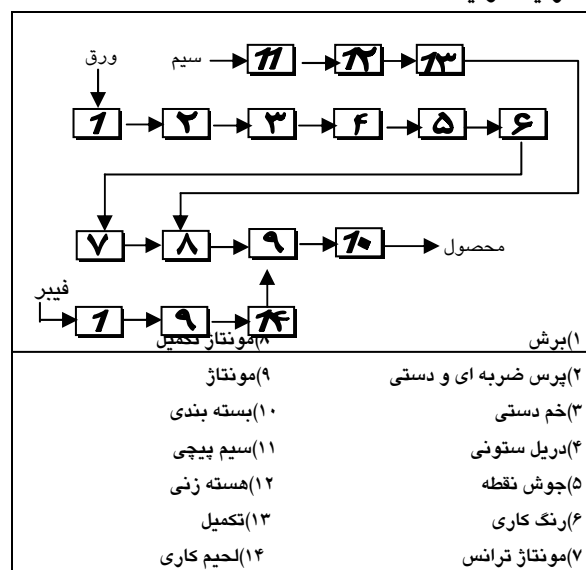 ورق
سیم ۱۱ ۱۲ ۱۳
۱ ۲ ۳ ۴ ۵ ۶
۷ ۸ ۹ ۱۰ محصول
فیبر
۱ ۹ ۱۴
۱)برش ۸)مونتاژ تکمیل
۲)پرس ضربه ای و دستی ۹)مونتاژ
۳)خم دستی ۱۰)بسته بندی
۴)دریل ستونی ۱۱)سیم پیچی
۵)جوش نقطه ۱۲)هسته زنی
۶)رنگ کاری ۱۳)تکمیل
۷)مونتاژ ترانس ۱۴)لحیم کاری